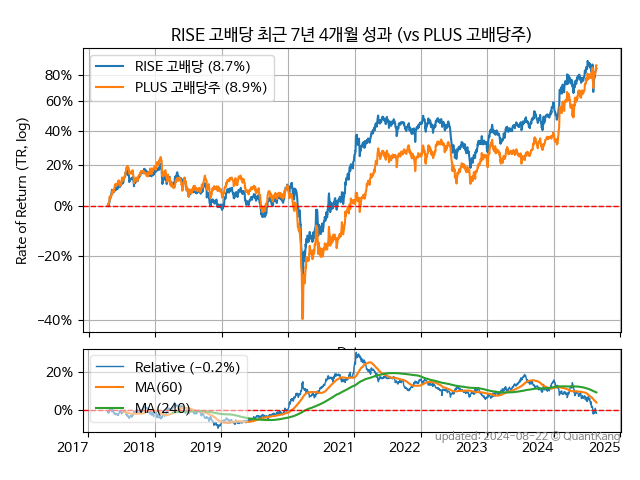 RISE 고배당 최근 7년 4개월 성과 (vs PLUS 고배당주)
Rate of Return (TR, log)
80%
60%
40%
20%
0%
−20%
−40%
RISE 고배당 (8.7%)
PLUS 고배당주 (8.9%)
20%
0%
Relative (−0.2%)
MA(60)
MA(240)
2017 2018 2019 2020 2021 2022 2023 2024 2025
updated: 2024-08-22 © QuantKang